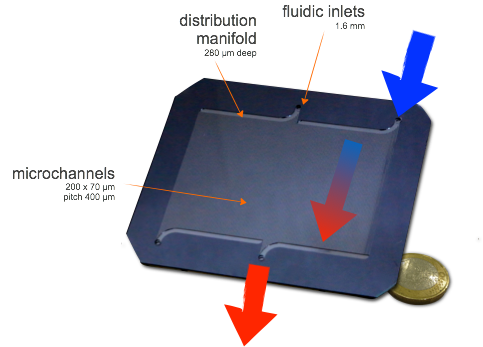 distribution
manifold
280 µm deep
fluidic inlets
1.6 mm
microchannels
200 x 70 µm
pitch 400 µm